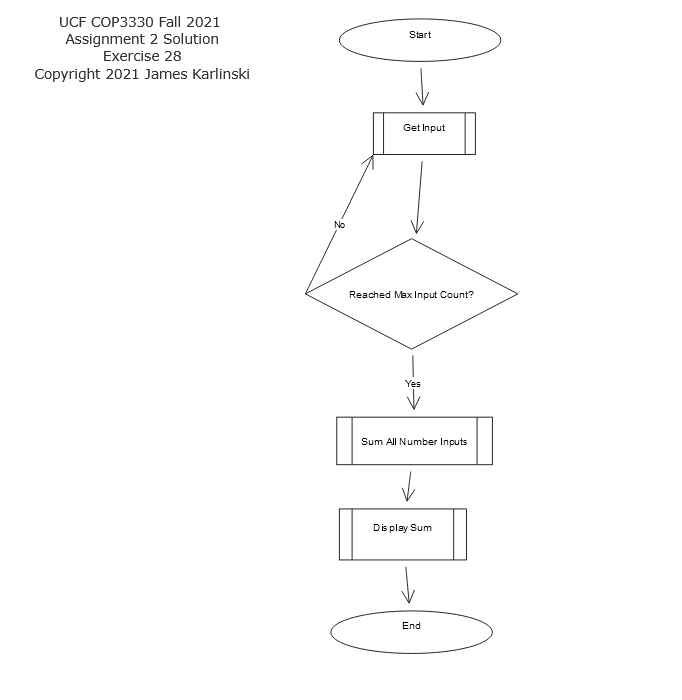 UCF COP3330 Fall 2021
Assignment 2 Solution
Exercise 28
Copyright 2021 James Karlinski
Start
Get Input
No
Reached Max Input Count?
Yes
Sum All Number Inputs
Display Sum
End